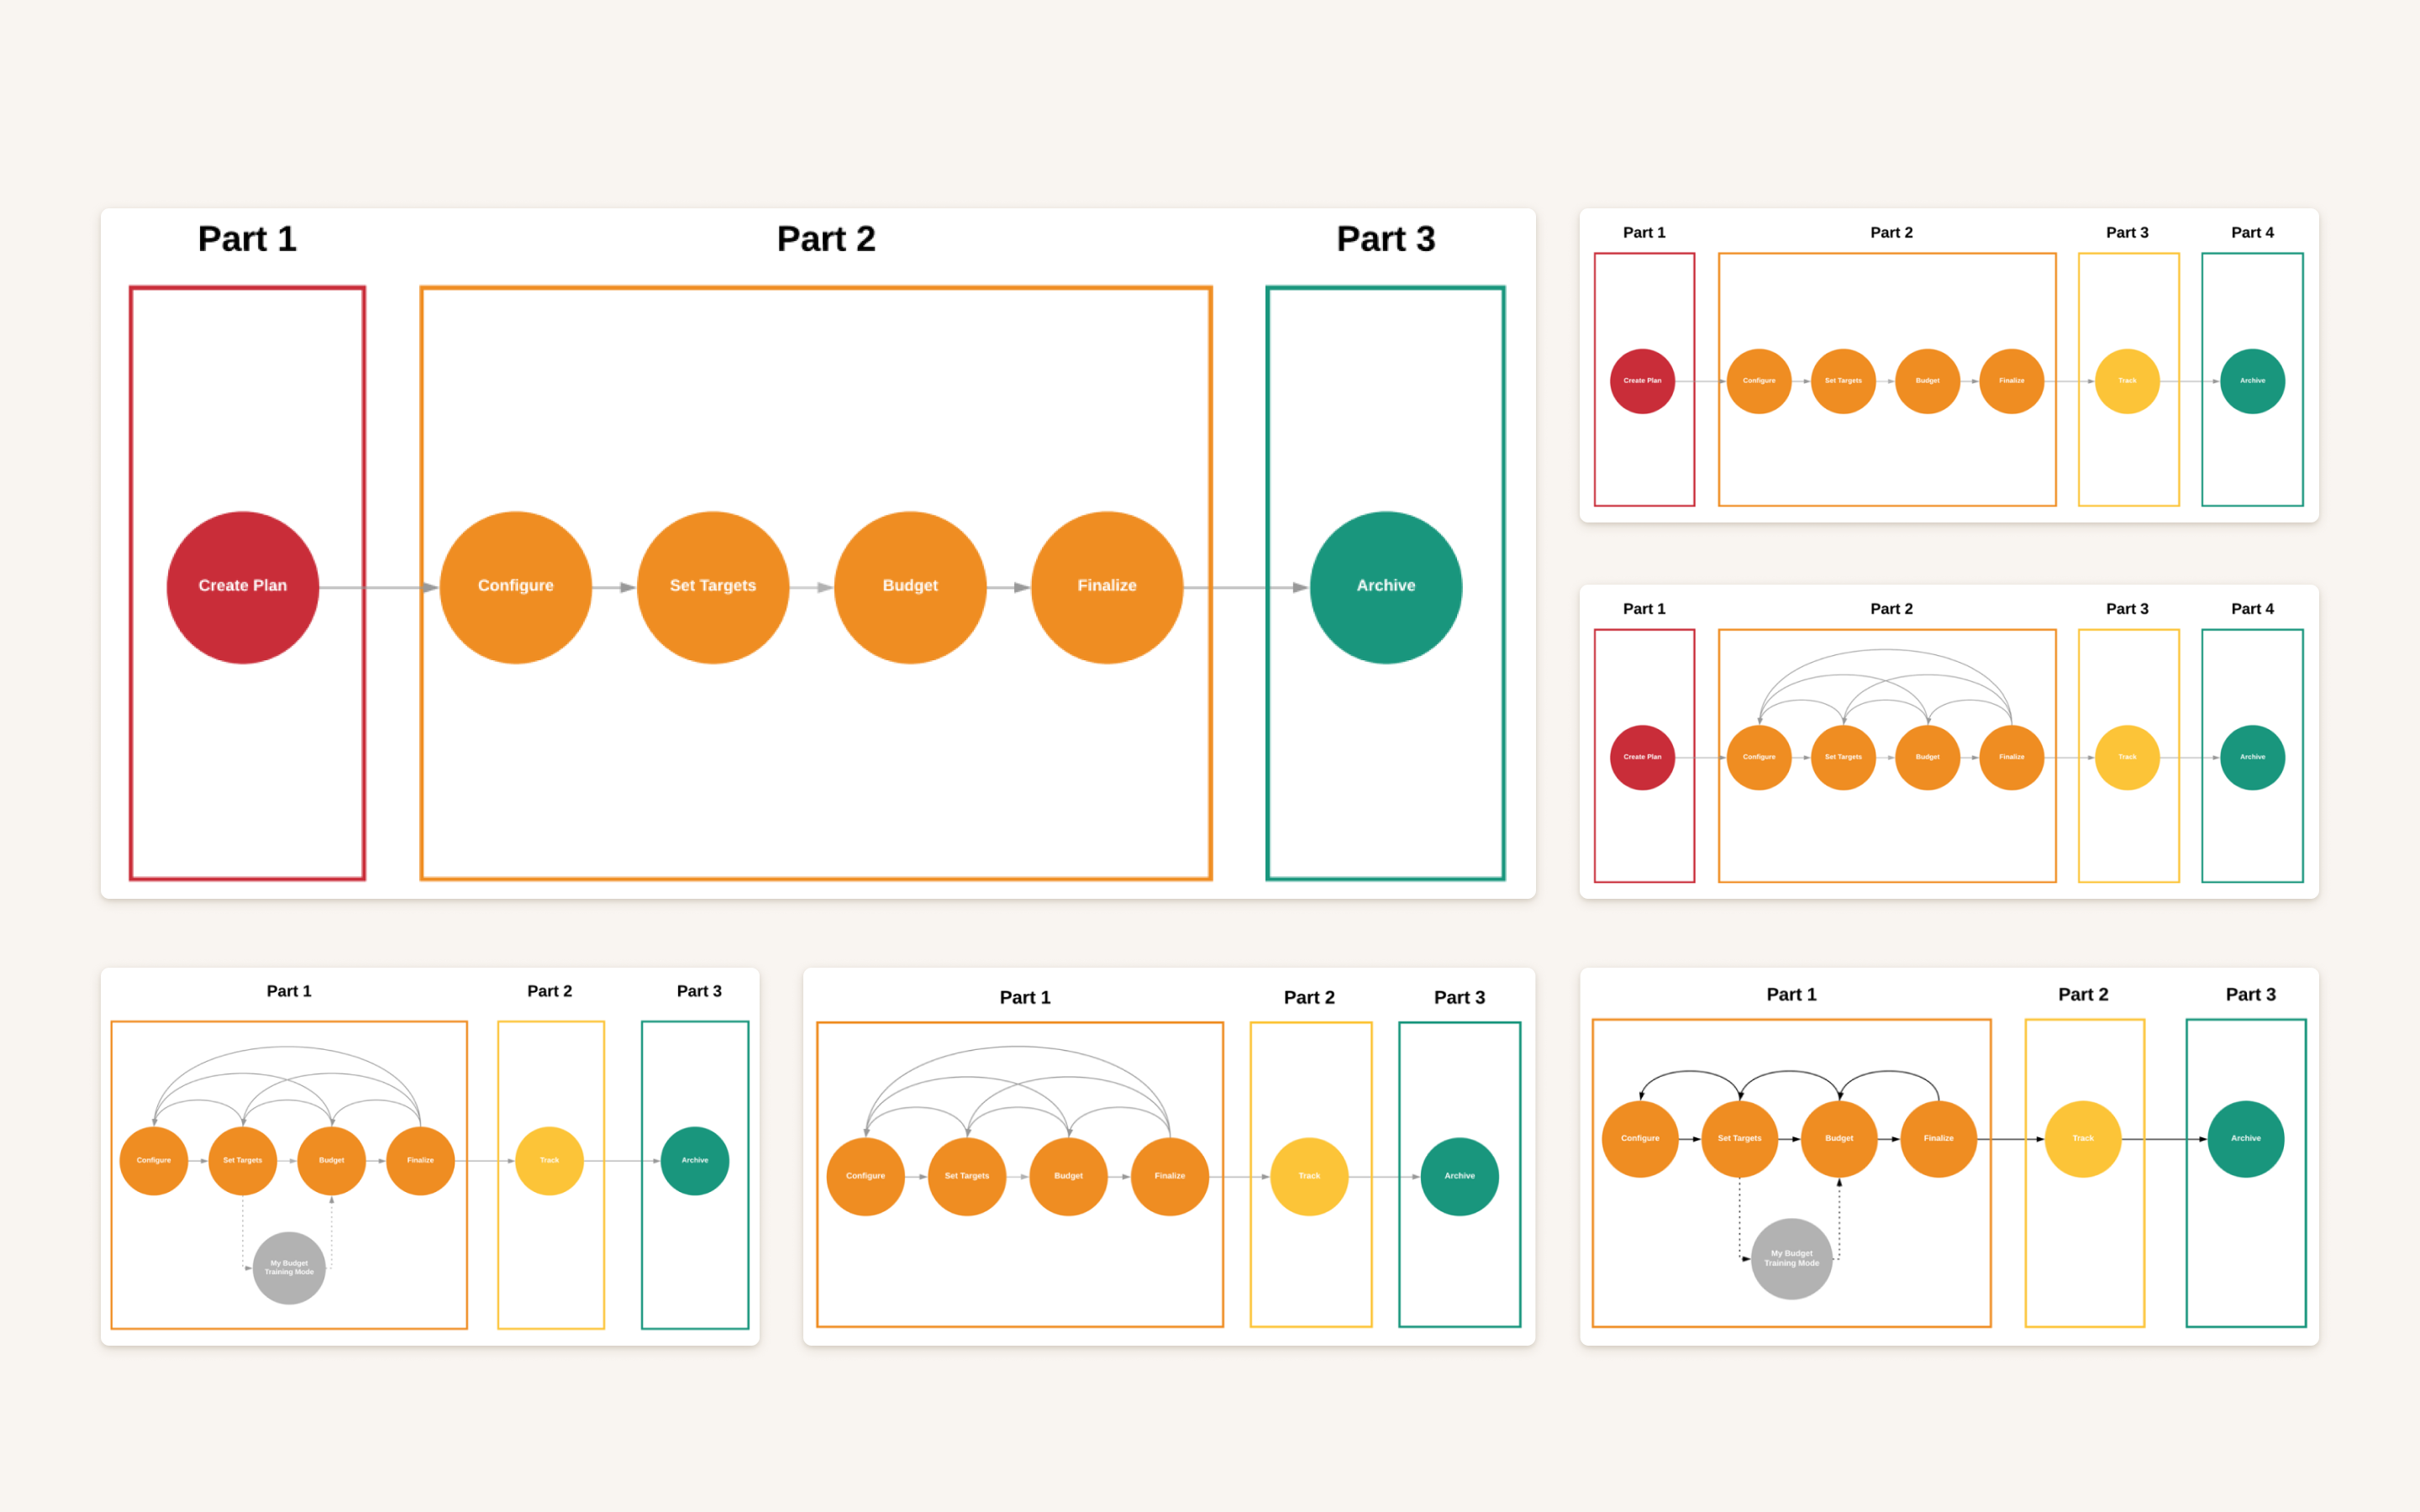 Part 1
Part 2
Part 3
Create Plan
Configure
Set Targets
Budget
Finalize
Archive
Part 1
Part 2
Part 3
Part 4
Create Plan
Configure
Set Targets
Budget
Finalize
Track
Archive
Part 1
Part 2
Part 3
Part 4
Create Plan
Configure
Set Targets
Budget
Finalize
Track
Archive
Part 1
Part 2
Part 3
Configure
Set Targets
Budget
Finalize
Track
Archive
My Budget
Training Mode
Part 1
Part 2
Part 3
Configure
Set Targets
Budget
Finalize
Track
Archive
Part 1
Part 2
Part 3
Configure
Set Targets
Budget
Finalize
Track
Archive
My Budget
Training Mode